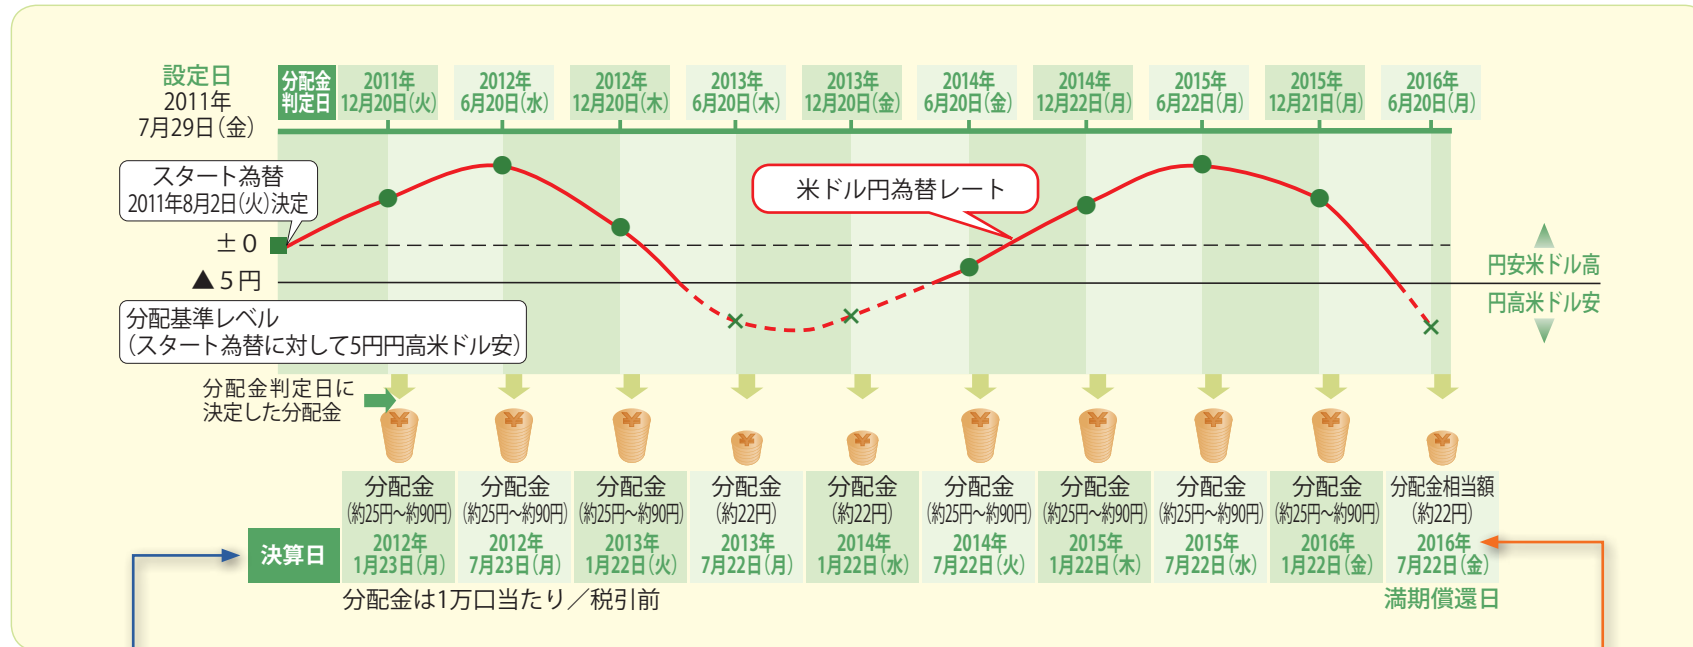 設定日
2011年
7月29日(金)
分配金
判定日
2011年
12月20日(火)
2012年
6月20日(水)
2012年
12月20日(木)
2013年
6月20日(木)
2013年
12月20日(金)
2014年
6月20日(金)
2014年
12月22日(月)
2015年
6月22日(月)
2015年
12月21日(月)
2016年
6月20日(月)
スタート為替
2011年8月2日(火)決定
米ドル円為替レート
±0
▲5円
円安米ドル高
円高米ドル安
分配基準レベル
(スタート為替に対して5円円高米ドル安)
分配金判定日に
決定した分配金
¥
¥
¥
¥
¥
¥
¥
¥
¥
¥
分配金
(約25円~約90円)
分配金
(約25円~約90円)
分配金
(約25円~約90円)
分配金
(約22円)
分配金
(約22円)
分配金
(約25円~約90円)
分配金
(約25円~約90円)
分配金
(約25円~約90円)
分配金
(約25円~約90円)
分配金相当額
(約22円)
決算日
2012年
1月23日(月)
2012年
7月23日(月)
2013年
1月22日(火)
2013年
7月22日(月)
2014年
1月22日(水)
2014年
7月22日(火)
2015年
1月22日(木)
2015年
7月22日(水)
2016年
1月22日(金)
2016年
7月22日(金)
分配金は1万口当たり/税引前
満期償還日